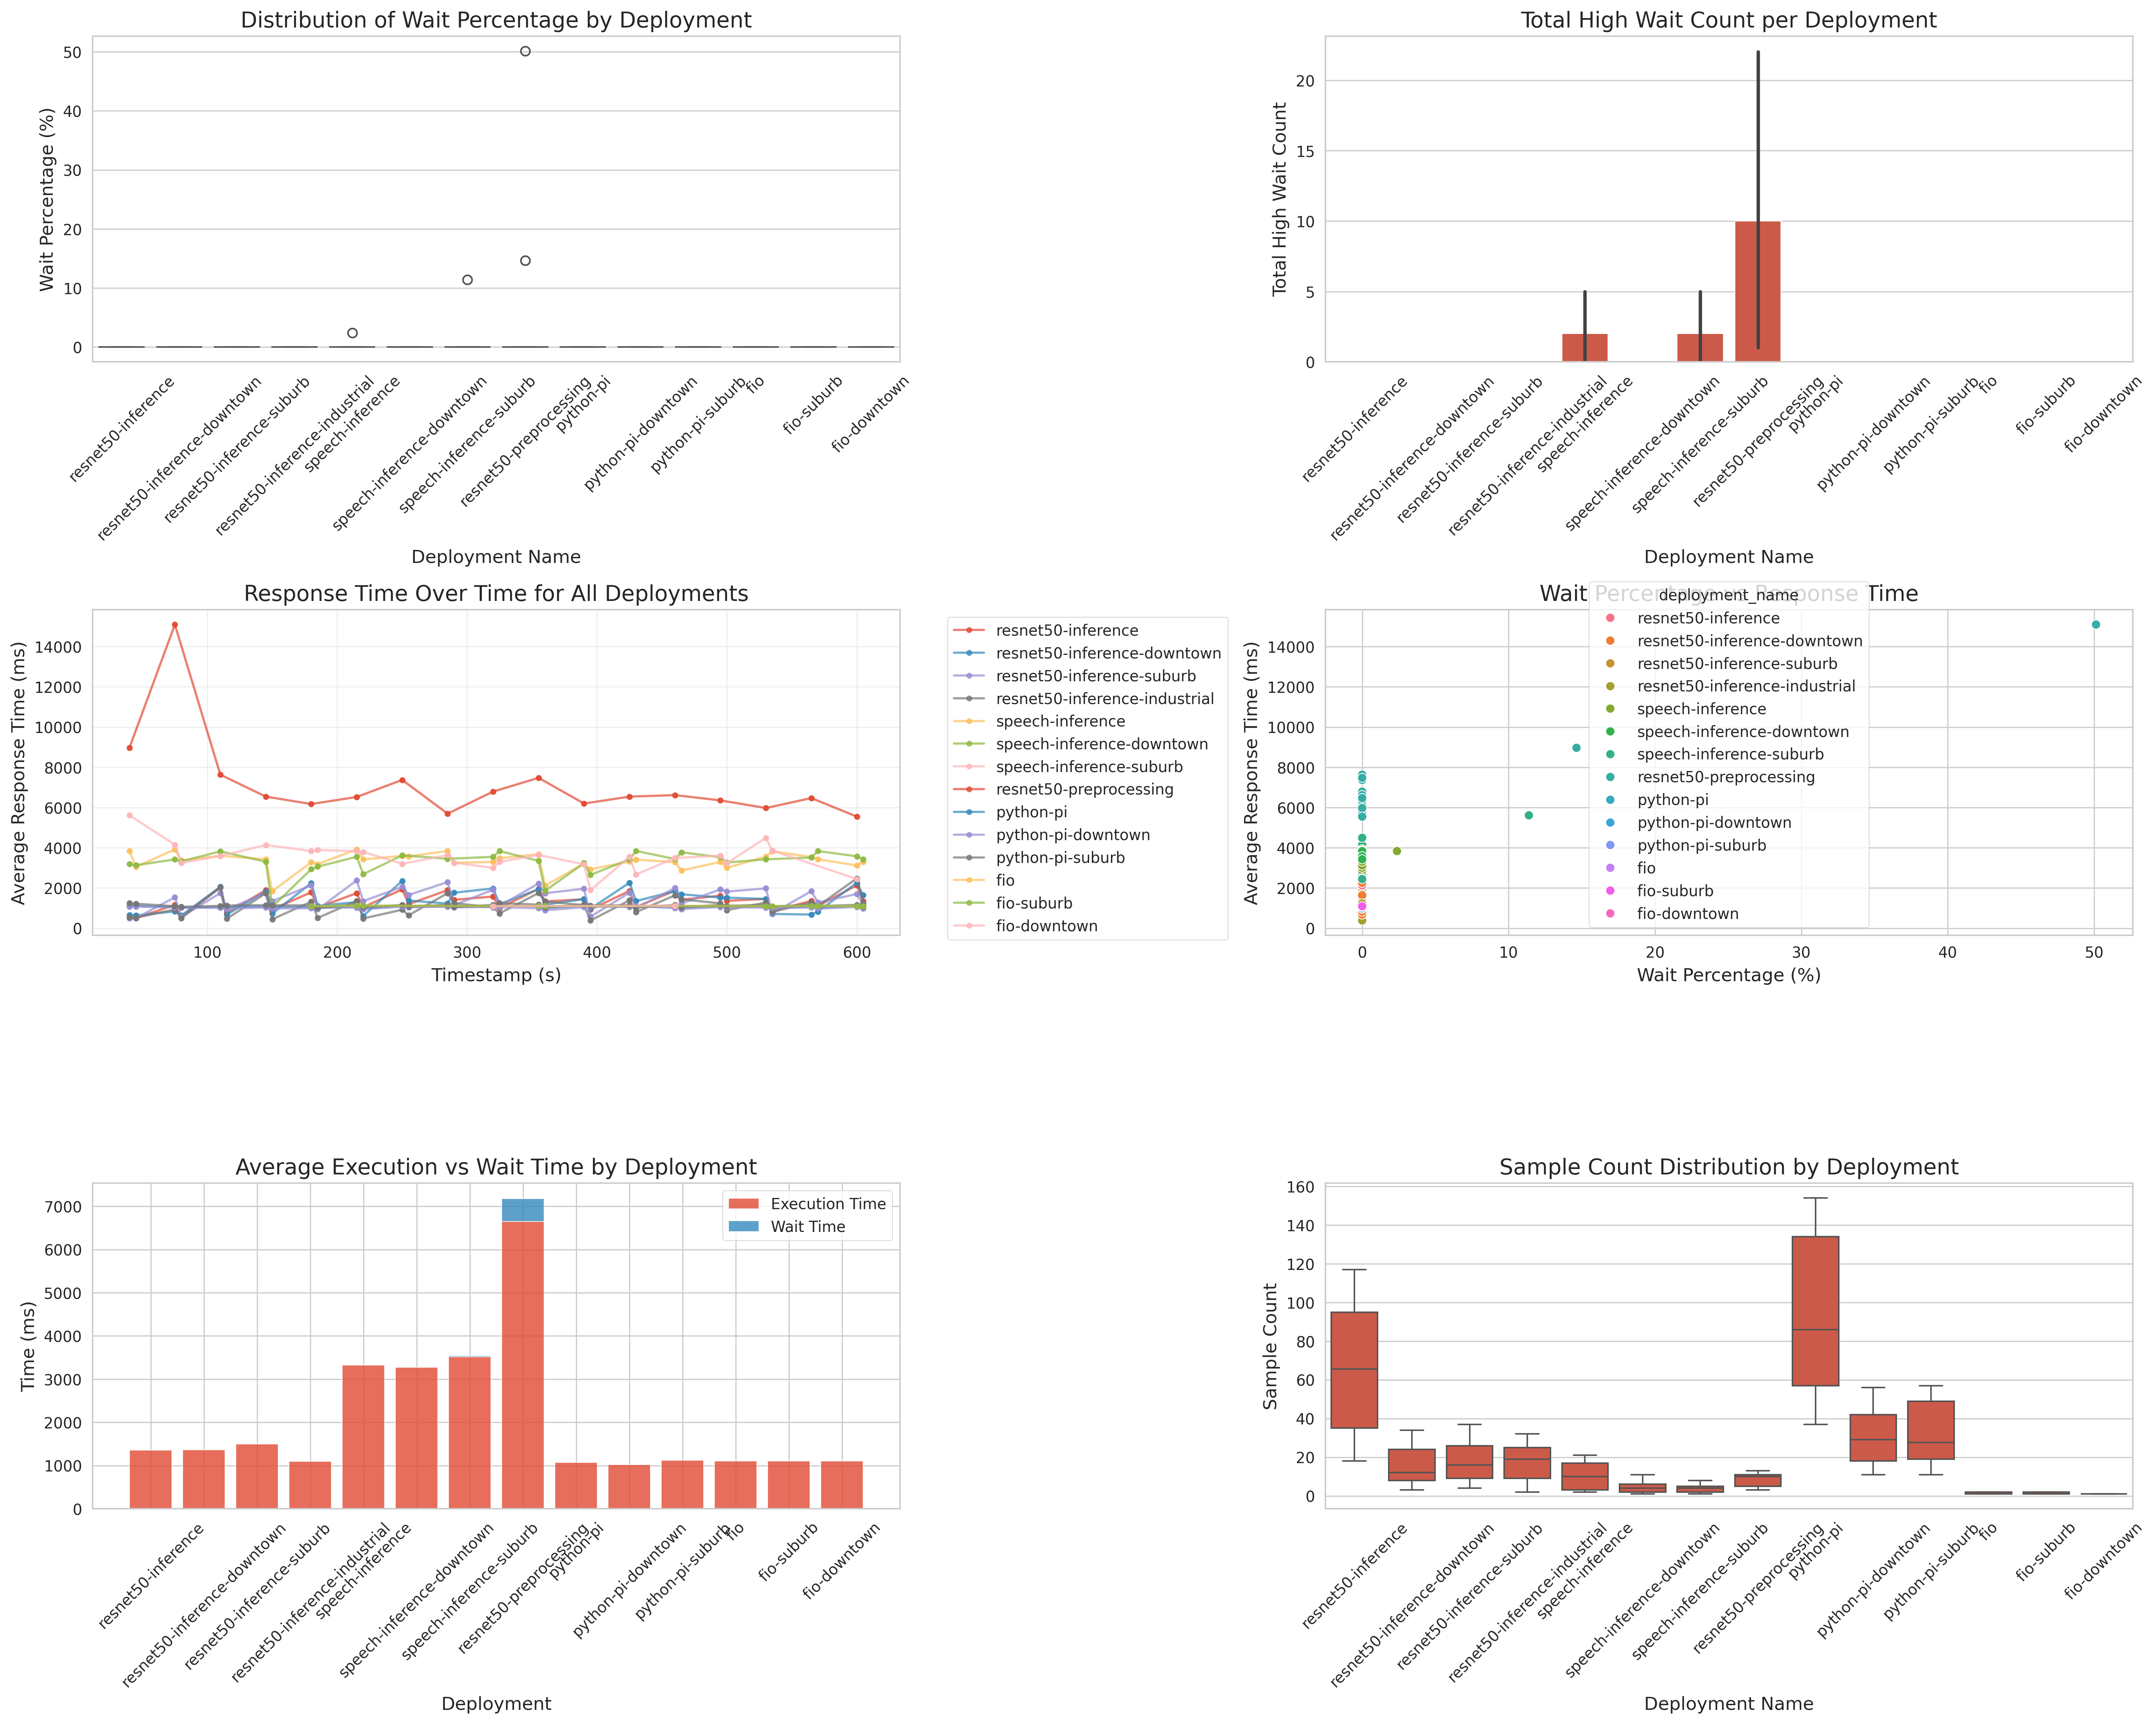 Distribution of Wait Percentage by Deployment
Wait Percentage (%)
50
40
30
20
10
0
resnet50-inference
resnet50-inference-downtown
resnet50-inference-suburb
resnet50-inference-industrial
speech-inference
speech-inference-downtown
speech-inference-suburb
resnet50-preprocessing
python-pi
python-pi-downtown
python-pi-suburb
fio
fio-suburb
fio-downtown
Deployment Name
Total High Wait Count per Deployment
Total High Wait Count
20
15
10
5
0
resnet50-inference
resnet50-inference-downtown
resnet50-inference-suburb
resnet50-inference-industrial
speech-inference
speech-inference-downtown
speech-inference-suburb
resnet50-preprocessing
python-pi
python-pi-downtown
python-pi-suburb
fio
fio-suburb
fio-downtown
Deployment Name
Response Time Over Time for All Deployments
Average Response Time (ms)
14000
12000
10000
8000
6000
4000
2000
0
100 200 300 400 500 600
Timestamp (s)
resnet50-inference
resnet50-inference-downtown
resnet50-inference-suburb
resnet50-inference-industrial
speech-inference
speech-inference-downtown
speech-inference-suburb
resnet50-preprocessing
python-pi
python-pi-downtown
python-pi-suburb
fio
fio-suburb
fio-downtown
Wait Percentage vs Response Time
Average Response Time (ms)
14000
12000
10000
8000
6000
4000
2000
0
0 10 20 30 40 50
Wait Percentage (%)
deployment_name
resnet50-inference
resnet50-inference-downtown
resnet50-inference-suburb
resnet50-inference-industrial
speech-inference
speech-inference-downtown
speech-inference-suburb
resnet50-preprocessing
python-pi
python-pi-downtown
python-pi-suburb
fio
fio-suburb
fio-downtown
Average Execution vs Wait Time by Deployment
Time (ms)
7000
6000
5000
4000
3000
2000
1000
0
Execution Time
Wait Time
resnet50-inference
resnet50-inference-downtown
resnet50-inference-suburb
resnet50-inference-industrial
speech-inference
speech-inference-downtown
speech-inference-suburb
resnet50-preprocessing
python-pi
python-pi-downtown
python-pi-suburb
fio
fio-suburb
fio-downtown
Deployment
Sample Count Distribution by Deployment
Sample Count
160
140
120
100
80
60
40
20
0
resnet50-inference
resnet50-inference-downtown
resnet50-inference-suburb
resnet50-inference-industrial
speech-inference
speech-inference-downtown
speech-inference-suburb
resnet50-preprocessing
python-pi
python-pi-downtown
python-pi-suburb
fio
fio-suburb
fio-downtown
Deployment Name